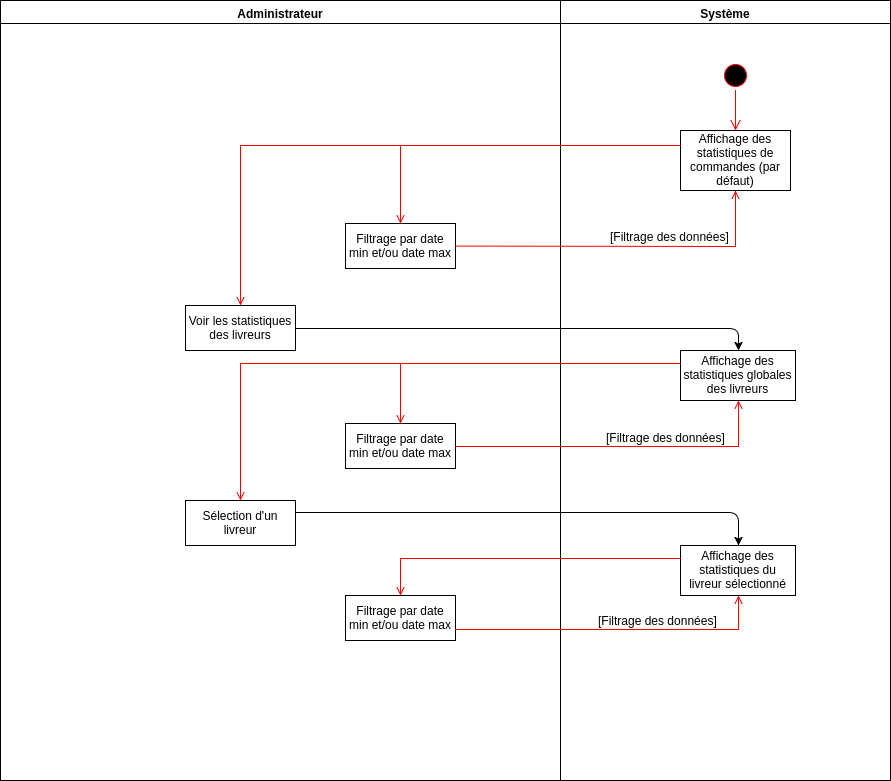 Administrateur
Système
Affichage des
statistiques de
commandes (par
défaut)
Filtrage par date
min et/ou date max
[Filtrage des données]
Voir les statistiques
des livreurs
Affichage des
statistiques globales
des livreurs
Filtrage par date
min et/ou date max
[Filtrage des données]
Sélection d'un
livreur
Affichage des
statistiques du
livreur sélectionné
Filtrage par date
min et/ou date max
[Filtrage des données]